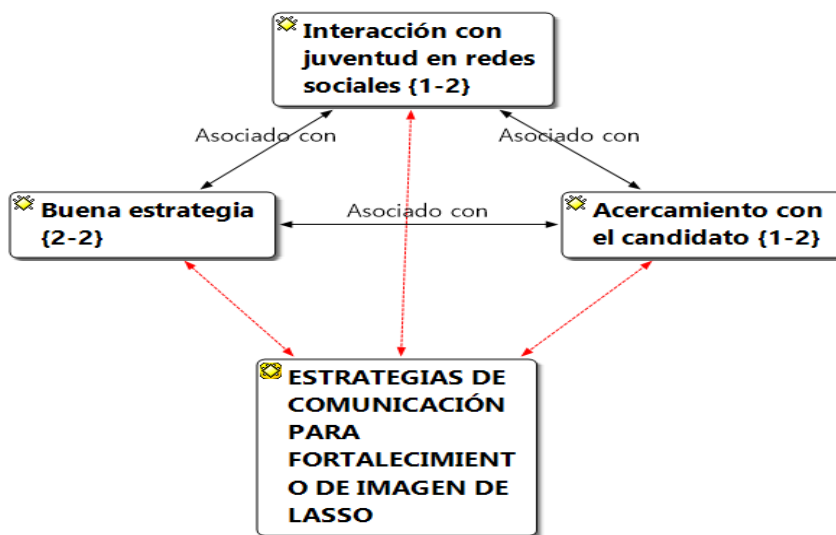 Interacción con
juventud en redes
sociales {1-2}
Asociado con
Asociado con
Buena estrategia
{2-2}
Asociado con
Acercamiento con
el candidato {1-2}
ESTRATEGIAS DE
COMUNICACIÓN
PARA
FORTALECIMIENT
O DE IMAGEN DE
LASSO